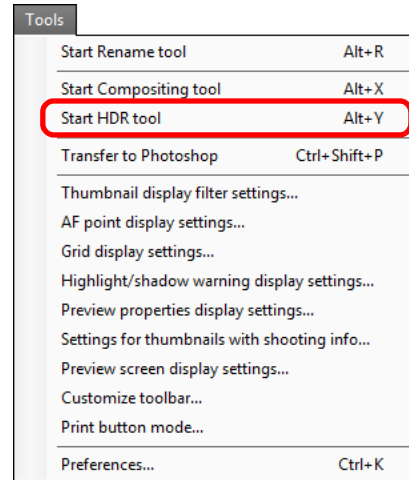 Tools
Start Rename tool Alt+R
Start Compositing tool Alt+X
Start HDR tool Alt+Y
Transfer to Photoshop Ctrl+Shift+P
Thumbnail display filter settings...
AF point display settings...
Grid display settings...
Highlight/shadow warning display settings...
Preview properties display settings...
Settings for thumbnails with shooting info...
Preview screen display settings...
Customize toolbar...
Print button mode...
Preferences... Ctrl+K